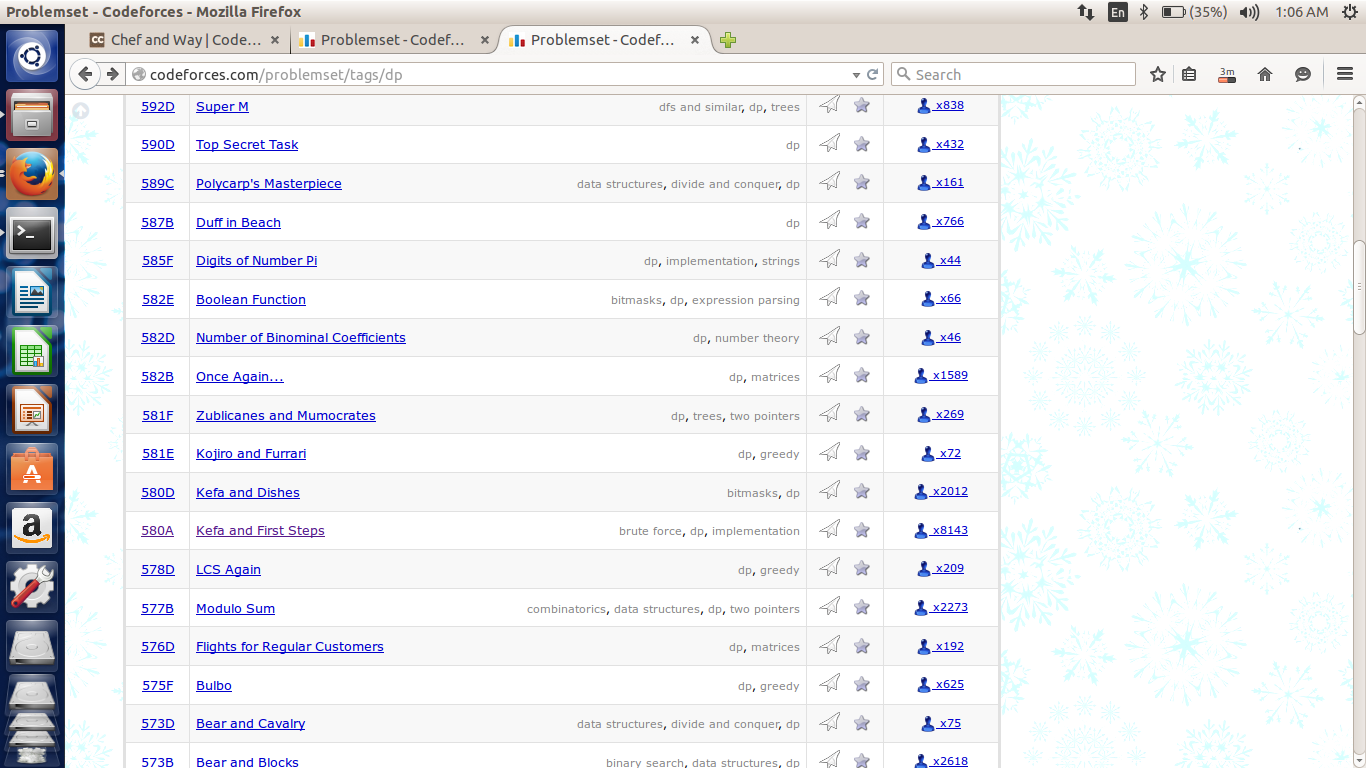 Problemset - Codeforces - Mozilla Firefox En (35%) 1:06 AM
Chef and Way | Code... Problemset - Codef... Problemset - Codef...
codeforces.com/problemset/tags/dp Search 3m
592D Super M dfs and similar, dp, trees x838
590D Top Secret Task dp x432
589C Polycarp's Masterpiece data structures, divide and conquer, dp x161
587B Duff in Beach dp x766
585F Digits of Number Pi dp, implementation, strings x44
582E Boolean Function bitmasks, dp, expression parsing x66
582D Number of Binominal Coefficients dp, number theory x46
582B Once Again... dp, matrices x1589
581F Zublicanes and Mumocrates dp, trees, two pointers x269
581E Kojiro and Furrari dp, greedy x72
580D Kefa and Dishes bitmasks, dp x2012
580A Kefa and First Steps brute force, dp, implementation x8143
578D LCS Again dp, greedy x209
577B Modulo Sum combinatorics, data structures, dp, two pointers x2273
576D Flights for Regular Customers dp, matrices x192
575F Bulbo dp, greedy x625
573D Bear and Cavalry data structures, divide and conquer, dp x75
573B Bear and Blocks binary search, data structures, dp x2618